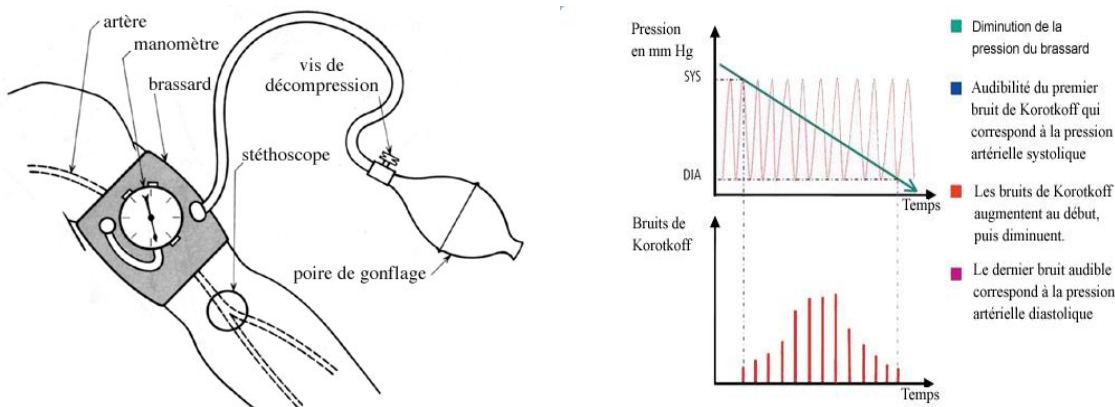 artère
manomètre
brassard
vis de
décompression
stéthoscope
poire de gonflage
Pression
en mm Hg
SYS
DIA
Temps
Bruits de
Korotkoff
Temps
Diminution de la
pression du brassard
Audibilité du premier
bruit de Korotkoff qui
correspond à la pression
artérielle systolique
Les bruits de Korotkoff
augmentent au début,
puis diminuent.
Le dernier bruit audible
correspond à la pression
artérielle diastolique